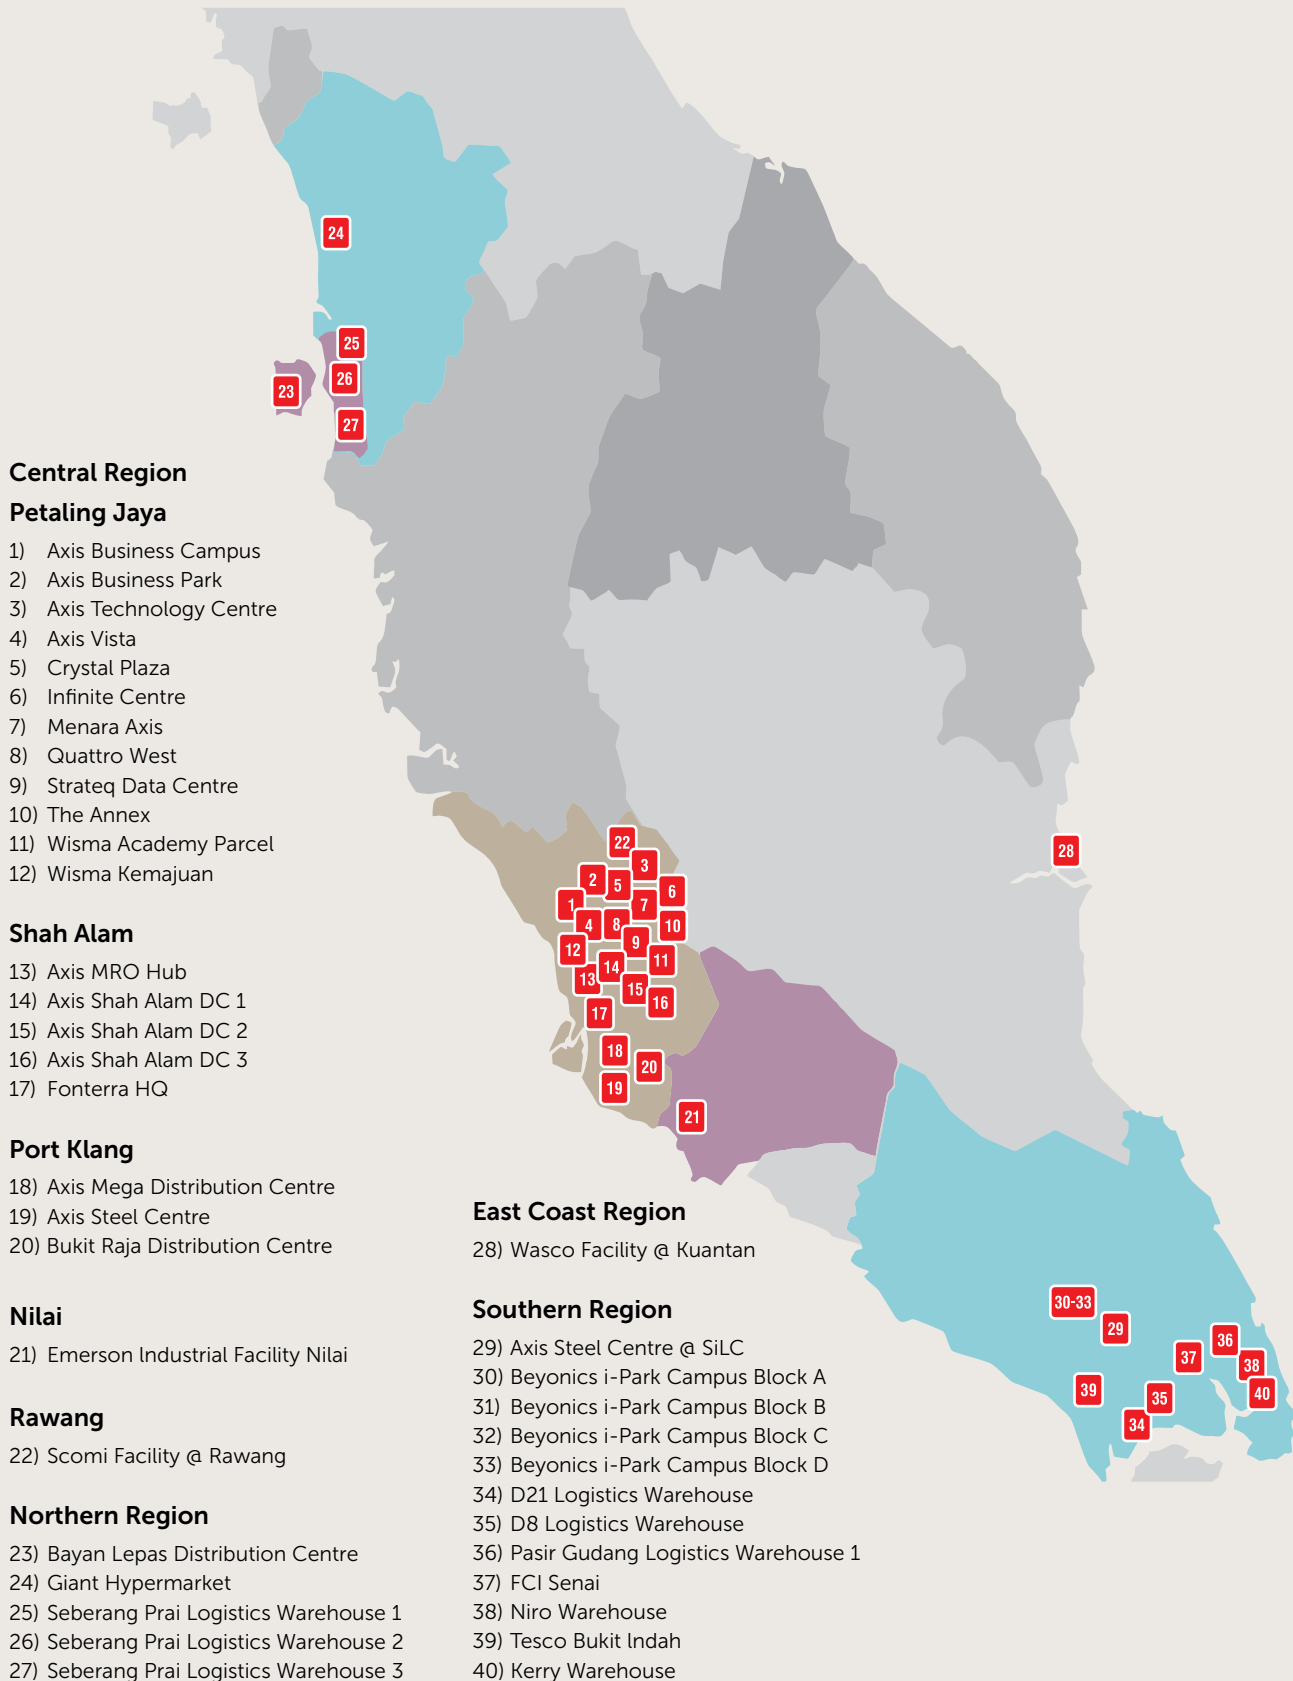 24
25
26
23
27
Central Region
Petaling Jaya
1) Axis Business Campus
2) Axis Business Park
3) Axis Technology Centre
4) Axis Vista
5) Crystal Plaza
6) Infinite Centre
7) Menara Axis
8) Quattro West
9) Strateq Data Centre
10) The Annex
11) Wisma Academy Parcel
12) Wisma Kemajuan
Shah Alam
13) Axis MRO Hub
14) Axis Shah Alam DC 1
15) Axis Shah Alam DC 2
16) Axis Shah Alam DC 3
17) Fonterra HQ
Port Klang
18) Axis Mega Distribution Centre
19) Axis Steel Centre
20) Bukit Raja Distribution Centre
Nilai
21) Emerson Industrial Facility Nilai
Rawang
22) Scomi Facility @ Rawang
Northern Region
23) Bayan Lepas Distribution Centre
24) Giant Hypermarket
25) Seberang Prai Logistics Warehouse 1
26) Seberang Prai Logistics Warehouse 2
27) Seberang Prai Logistics Warehouse 3
22
3
2
5
6
1
7
4
8
10
9
12
11
14
13
15
16
17
18
20
19
21
28
East Coast Region
28) Wasco Facility @ Kuantan
Southern Region
29) Axis Steel Centre @ SiLC
30) Beyonics i-Park Campus Block A
31) Beyonics i-Park Campus Block B
32) Beyonics i-Park Campus Block C
33) Beyonics i-Park Campus Block D
34) D21 Logistics Warehouse
35) D8 Logistics Warehouse
36) Pasir Gudang Logistics Warehouse 1
37) FCI Senai
38) Niro Warehouse
39) Tesco Bukit Indah
40) Kerry Warehouse
30-33
29
36
37
38
39
40
35
34